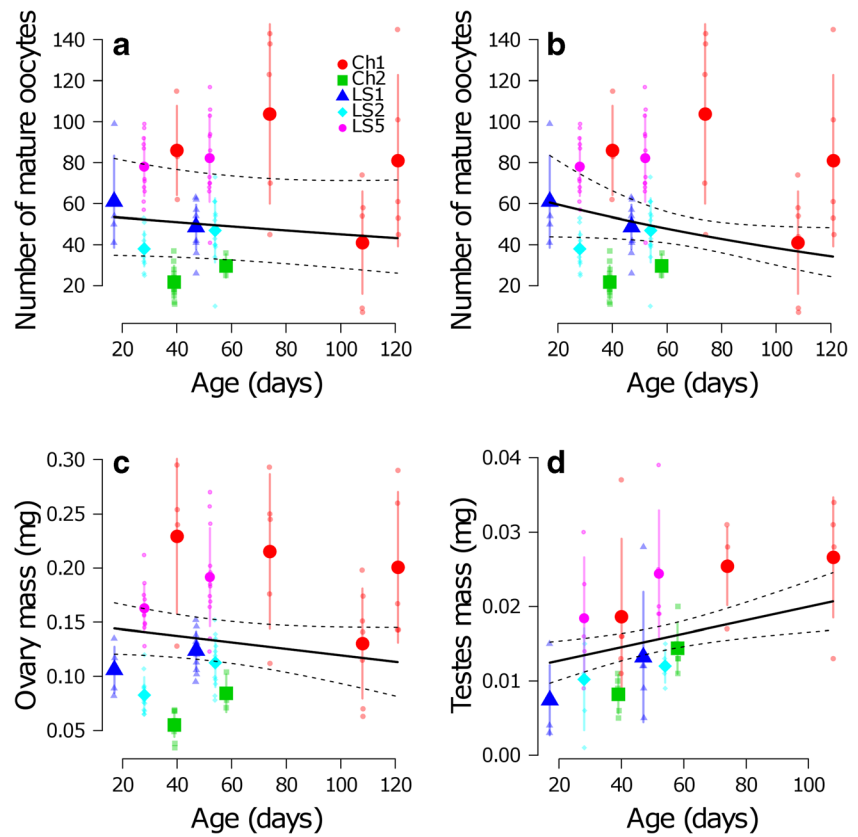 a
Number of mature oocytes
140
120
100
80
60
40
20
Ch1
Ch2
LS1
LS2
LS5
20 40 60 80 100 120
Age (days)
b
Number of mature oocytes
140
120
100
80
60
40
20
20 40 60 80 100 120
Age (days)
c
Ovary mass (mg)
0.30
0.25
0.20
0.15
0.10
0.05
20 40 60 80 100 120
Age (days)
d
Testes mass (mg)
0.04
0.03
0.02
0.01
0.00
20 40 60 80 100
Age (days)